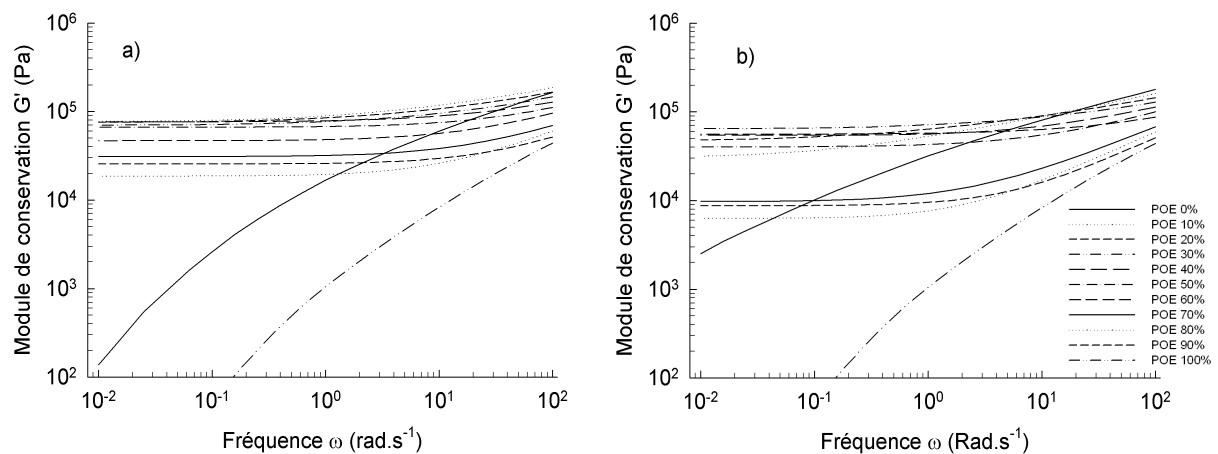 a)
Module de conservation G' (Pa)
10⁶
10⁵
10⁴
10³
10²
10⁻² 10⁻¹ 10⁰ 10¹ 10²
Fréquence ω (rad.s⁻¹)
b)
Module de conservation G' (Pa)
10⁶
10⁵
10⁴
10³
10²
POE 0%
POE 10%
POE 20%
POE 30%
POE 40%
POE 50%
POE 60%
POE 70%
POE 80%
POE 90%
POE 100%
10⁻² 10⁻¹ 10⁰ 10¹ 10²
Fréquence ω (Rad.s⁻¹)